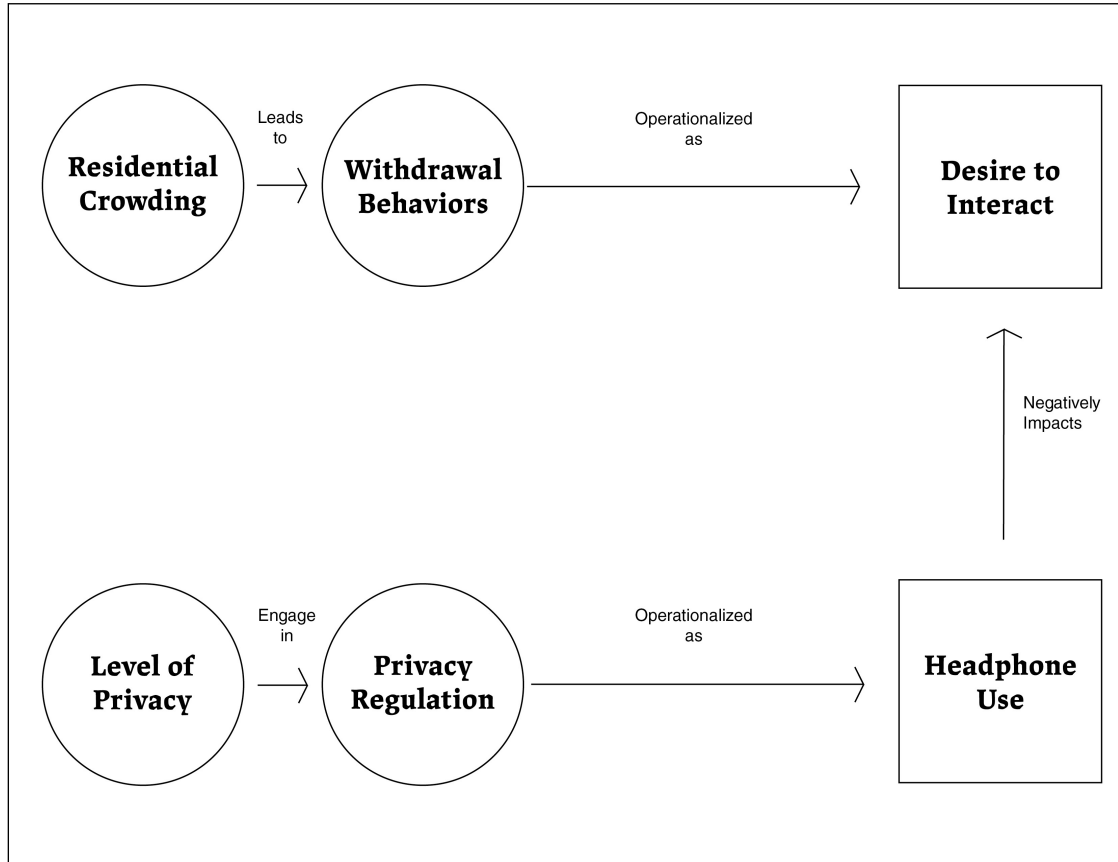 Residential
Crowding
Leads
to
Withdrawal
Behaviors
Operationalized
as
Desire to
Interact
Negatively
Impacts
Level of
Privacy
Engage
in
Privacy
Regulation
Operationalized
as
Headphone
Use